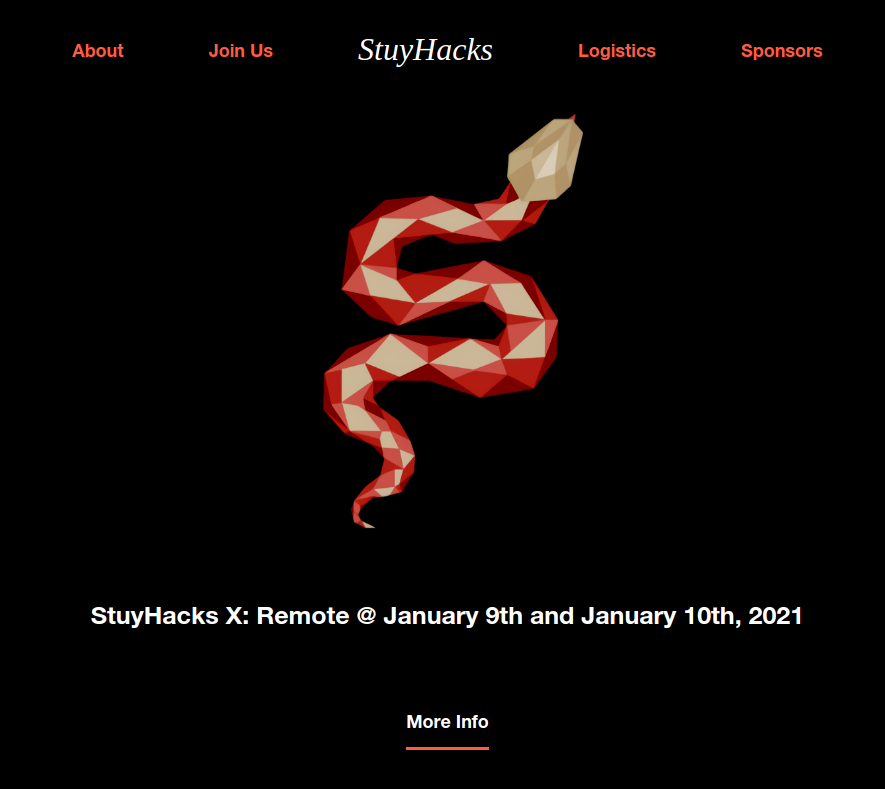 About Join Us StuyHacks Logistics Sponsors
StuyHacks X: Remote @ January 9th and January 10th, 2021
More Info